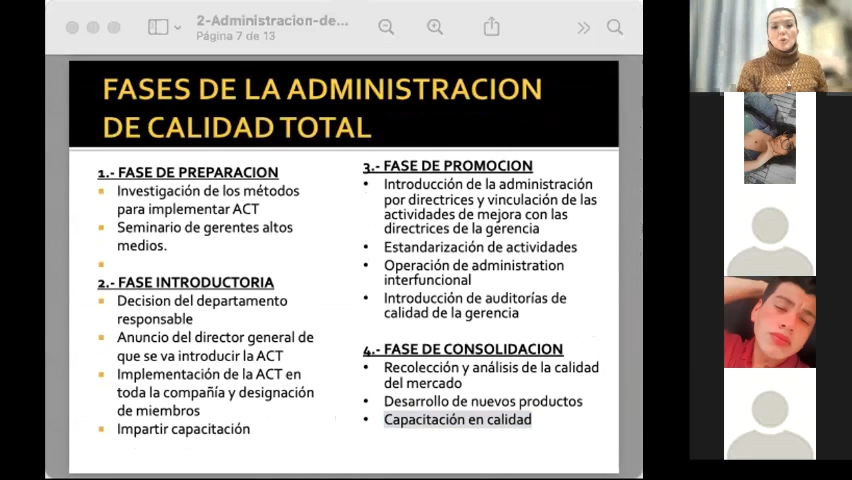 2-Administracion-de...
Página 7 de 13
FASES DE LA ADMINISTRACION
DE CALIDAD TOTAL
1.- FASE DE PREPARACION
Investigación de los métodos
para implementar ACT
Seminario de gerentes altos
medios.
2.- FASE INTRODUCTORIA
Decision del departamento
responsable
Anuncio del director general de
que se va introducir la ACT
Implementación de la ACT en
toda la compañía y designación
de miembros
Impartir capacitación
3.- FASE DE PROMOCION
Introducción de la administración
por directrices y vinculación de las
actividades de mejora con las
directrices de la gerencia
Estandarización de actividades
Operación de administration
interfuncional
Introducción de auditorías de
calidad de la gerencia
4.- FASE DE CONSOLIDACION
Recolección y análisis de la calidad
del mercado
Desarrollo de nuevos productos
Capacitación en calidad